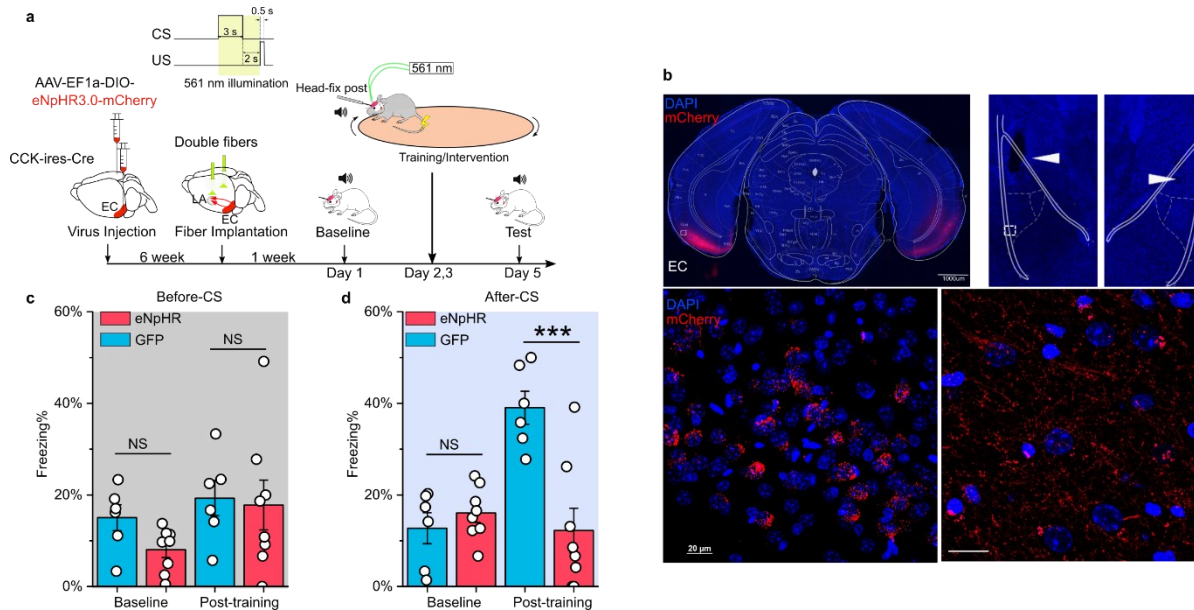 a
0.5 s
CS
3 s
US
2 s
561 nm illumination
AAV-EF1a-DIO-
eNpHR3.0-mCherry
CCK-ires-Cre
EC
Virus Injection
Double fibers
LA
EC
Fiber Implantation
Head-fix post
561 nm
Training/Intervention
Baseline
Test
6 week
1 week
Day 1
Day 2,3
Day 5
b
DAPI
mCherry
EC
1000um
DAPI
mCherry
20 µm
c
Before-CS
60%
eNpHR
GFP
NS
40%
Freezing%
NS
20%
0%
Baseline
Post-training
d
After-CS
60%
eNpHR
GFP
***
40%
Freezing%
NS
20%
0%
Baseline
Post-training